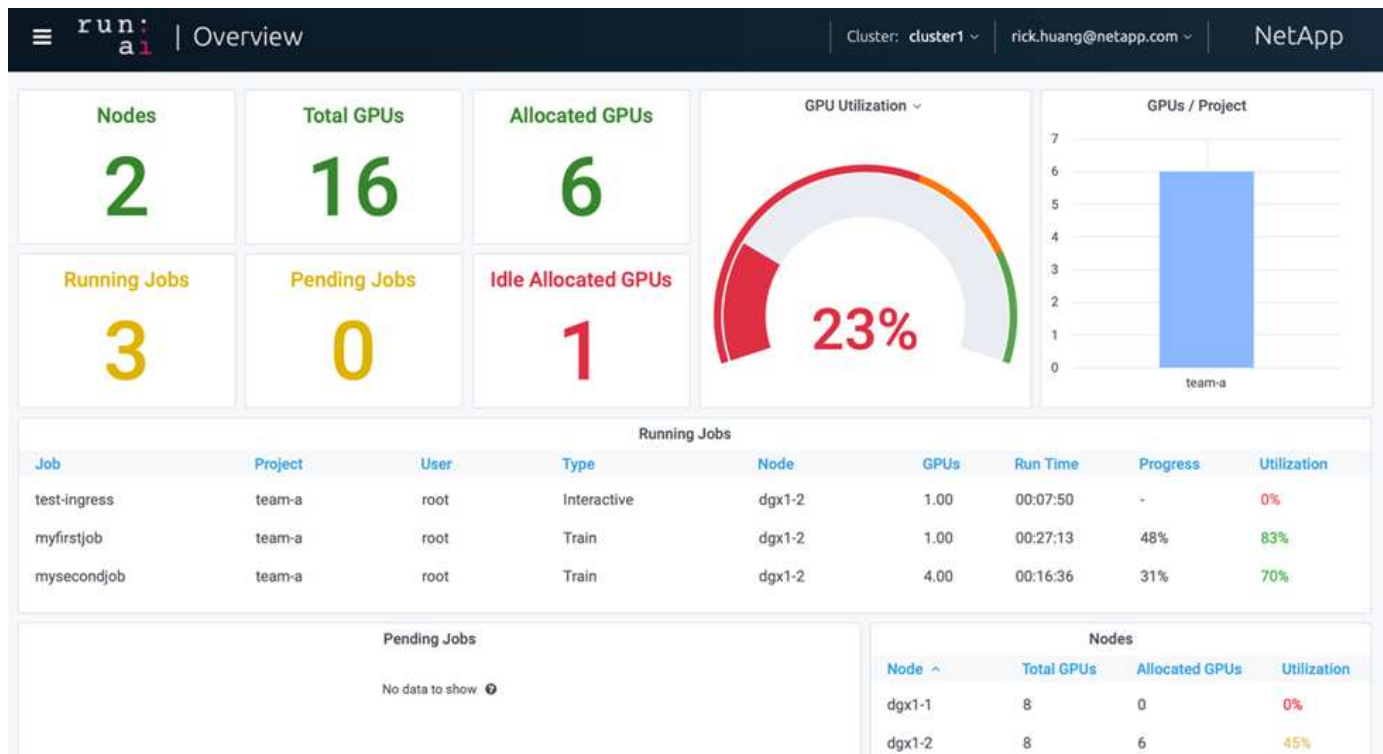 run: ai | Overview Cluster: cluster1 rick.huang@netapp.com NetApp
Nodes
2
Total GPUs
16
Allocated GPUs
6
Running Jobs
3
Pending Jobs
0
Idle Allocated GPUs
1
GPU Utilization
23%
GPUs / Project
7
6
5
4
3
2
1
0
team-a
Running Jobs
Job Project User Type Node GPUs Run Time Progress Utilization
test-ingress team-a root Interactive dgx1-2 1.00 00:07:50 - 0%
myfirstjob team-a root Train dgx1-2 1.00 00:27:13 48% 83%
mysecondjob team-a root Train dgx1-2 4.00 00:16:36 31% 70%
Pending Jobs
No data to show
Nodes
Node Total GPUs Allocated GPUs Utilization
dgx1-1 8 0 0%
dgx1-2 8 6 45%